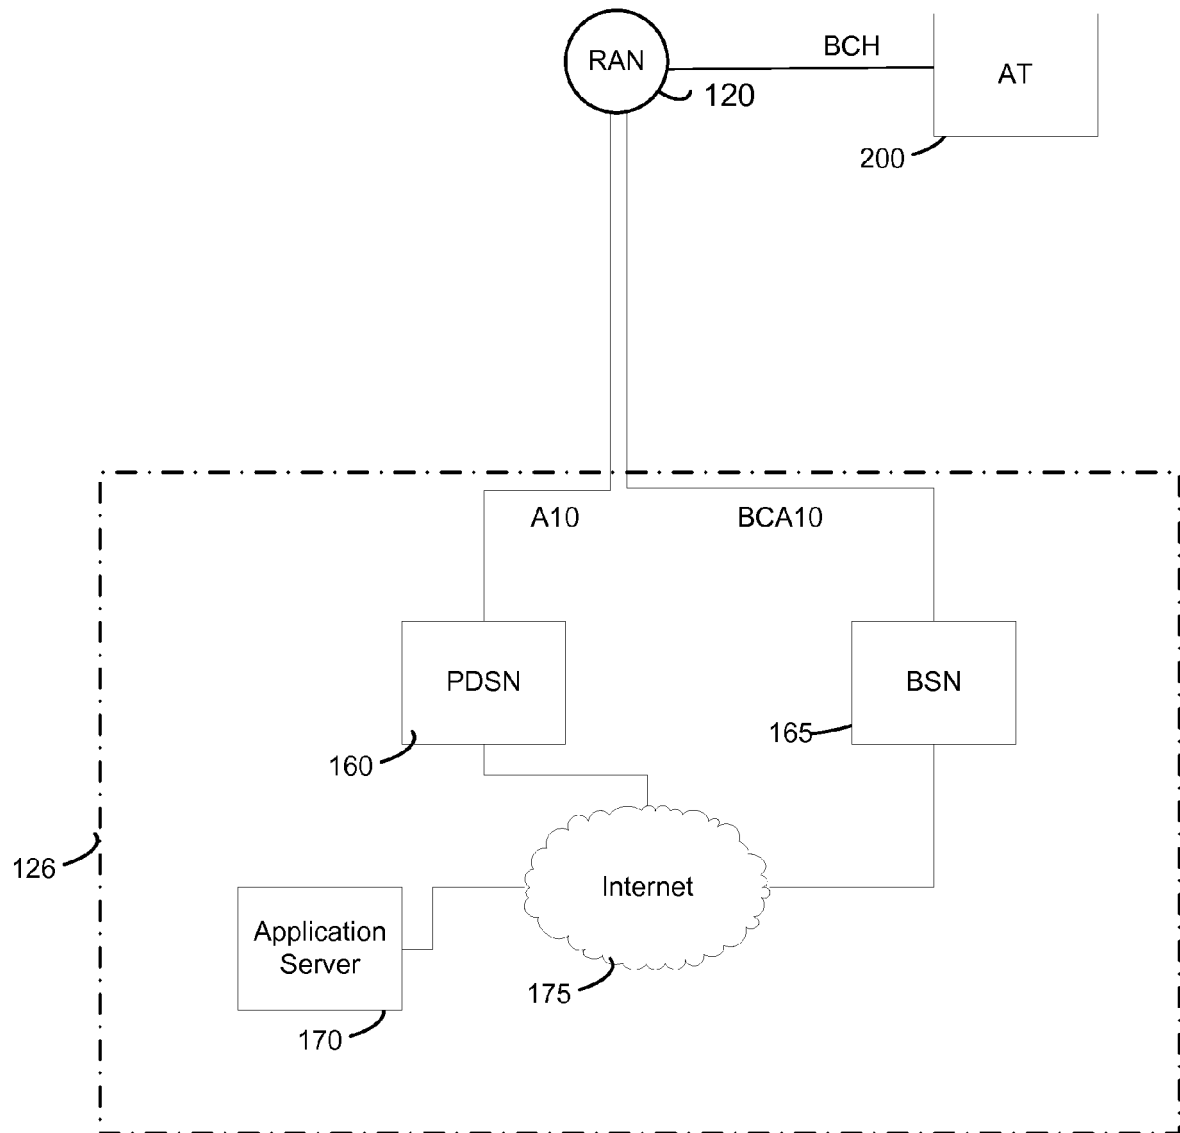 RAN
BCH
AT
120
200
A10
BCA10
PDSN
BSN
165
160
126
Internet
Application
Server
175
170